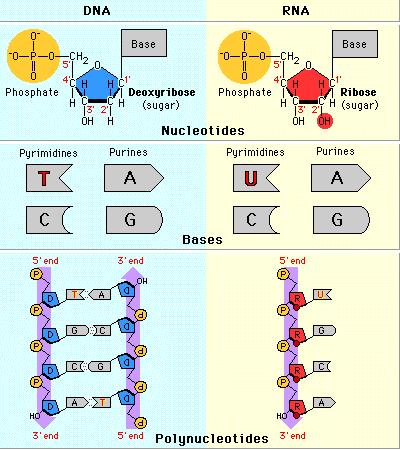 DNA RNA
O⁻ O⁻
⁻O P O CH₂ Base ⁻O P O CH₂ Base
O 5' O O 5' O
4' C C 1' 4' C C 1'
Phosphate H H H H Deoxyribose Phosphate H H H H Ribose
C 3' 2' C (sugar) C 3' 2' C (sugar)
OH H OH OH
Nucleotides
Pyrimidines Purines Pyrimidines Purines
T A U A
C G C G
Bases
5'end 3'end 5'end
P OH P
D T A D R U
P P P
D G C D R G
P P P
D C G D R C
P P P
D A T D R A
HO P HO
3'end 5'end 3'end
Polynucleotides